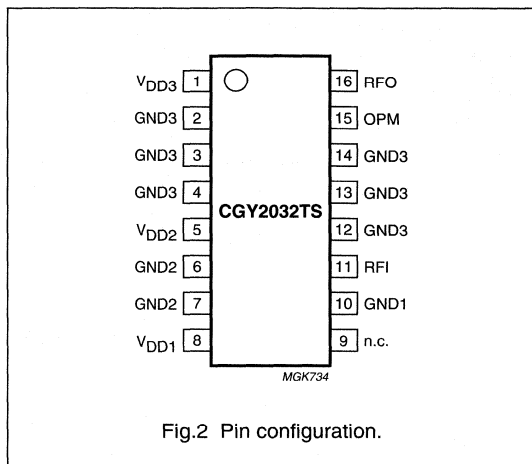 VDD3 1 16 RFO
GND3 2 15 OPM
GND3 3 14 GND3
GND3 4 13 GND3
CGY2032TS
VDD2 5 12 GND3
GND2 6 11 RFI
GND2 7 10 GND1
VDD1 8 9 n.c.
MGK734
Fig.2 Pin configuration.